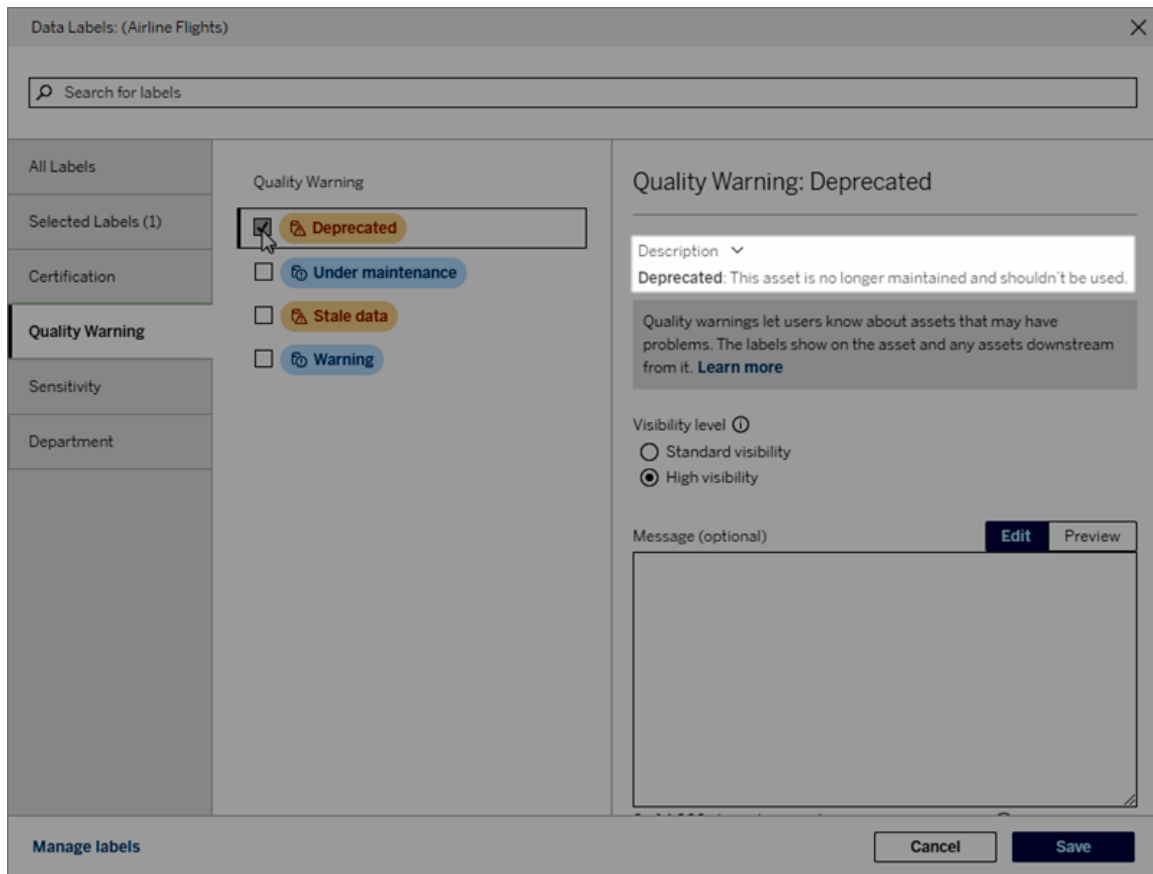 Data Labels: (Airline Flights)
Search for labels
All Labels
Selected Labels (1)
Certification
Quality Warning
Sensitivity
Department
Quality Warning
Deprecated
Under maintenance
Stale data
Warning
Quality Warning: Deprecated
Description
Deprecated: This asset is no longer maintained and shouldn't be used.
Quality warnings let users know about assets that may have
problems. The labels show on the asset and any assets downstream
from it. Learn more
Visibility level
Standard visibility
High visibility
Message (optional)
Edit
Preview
Manage labels
Cancel
Save